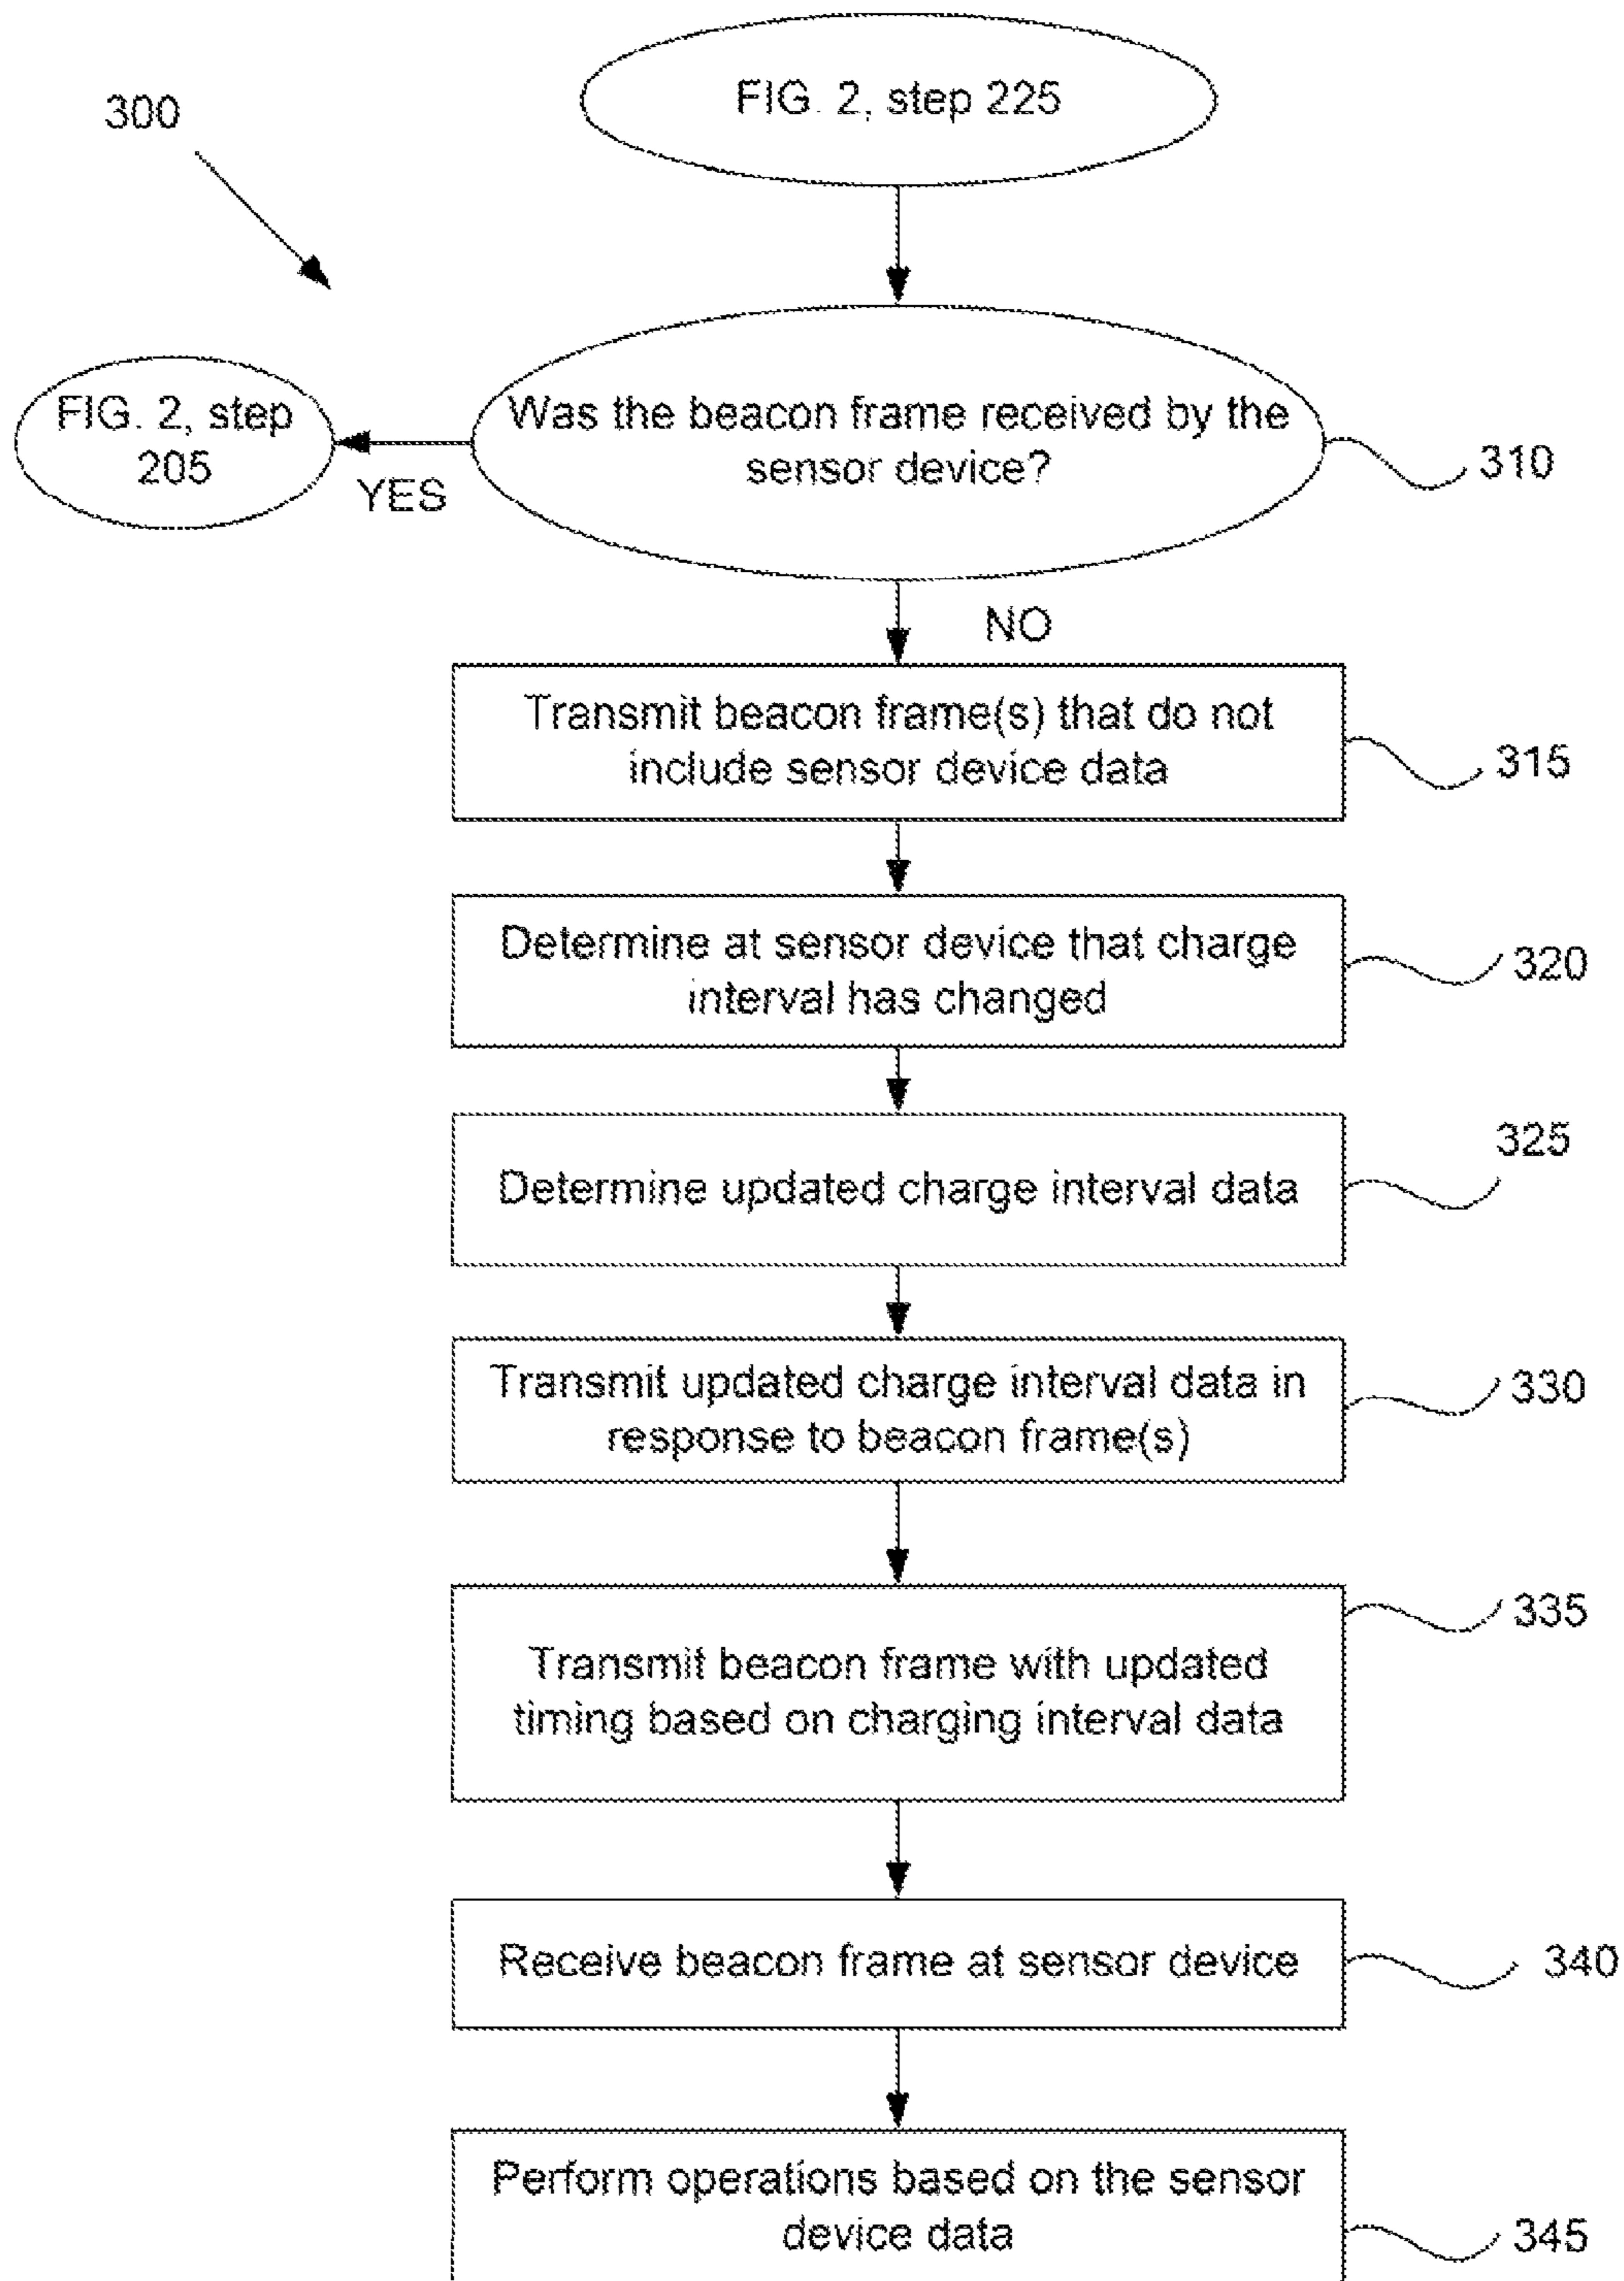 FIG. 2, step 225
300
Was the beacon frame received by the
sensor device?
310
FIG. 2, step
205
YES
NO
Transmit beacon frame(s) that do not
include sensor device data
315
Determine at sensor device that charge
interval has changed
320
Determine updated charge interval data
325
Transmit updated charge interval data in
response to beacon frame(s)
330
Transmit beacon frame with updated
timing based on charging interval data
335
Receive beacon frame at sensor device
340
Perform operations based on the sensor
device data
345